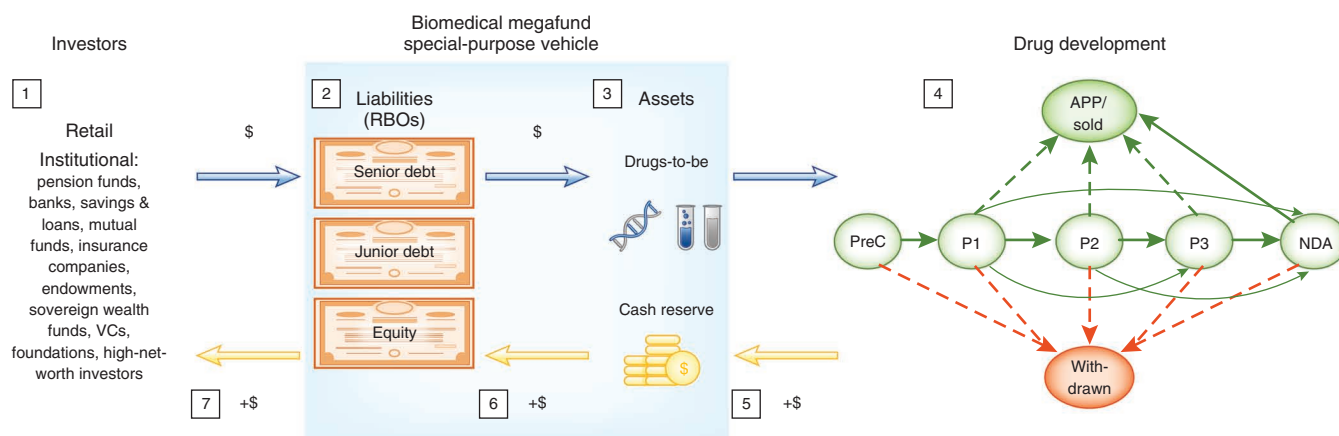 Investors
Biomedical megafund
special-purpose vehicle
Drug development
1
Retail
Institutional:
pension funds,
banks, savings &
loans, mutual
funds, insurance
companies,
endowments,
sovereign wealth
funds, VCs,
foundations, high-net-
worth investors
$
7
+$
2
Liabilities
(RBOs)
Senior debt
Junior debt
Equity
$
6
+$
3
Assets
Drugs-to-be
Cash reserve
$
5
+$
4
APP/
sold
PreC
P1
P2
P3
NDA
With-
drawn